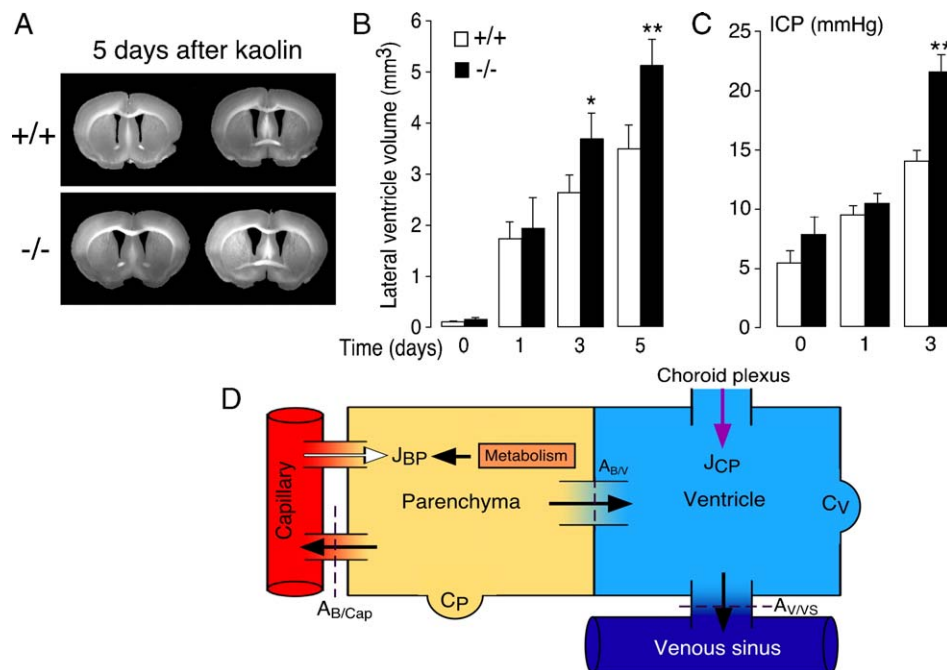 A
5 days after kaolin
+/+
-/-
B
Lateral ventricle volume (mm3)
6
5
4
3
2
1
0
+/+
-/-
*
**
Time (days) 0 1 3 5
C
ICP (mmHg)
25
20
15
10
5
0
**
0 1 3
D
Choroid plexus
Capillary
JBP
Metabolism
AB/V
JCP
Parenchyma
Ventricle
CV
AB/Cap
CP
AV/VS
Venous sinus